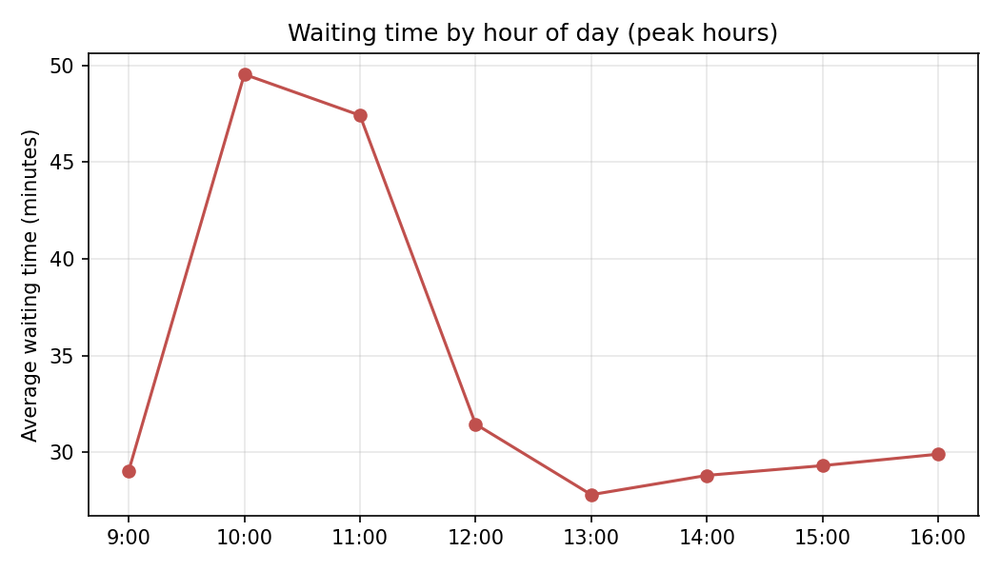 Waiting time by hour of day (peak hours)
Average waiting time (minutes)
50
45
40
35
30
9:00 10:00 11:00 12:00 13:00 14:00 15:00 16:00